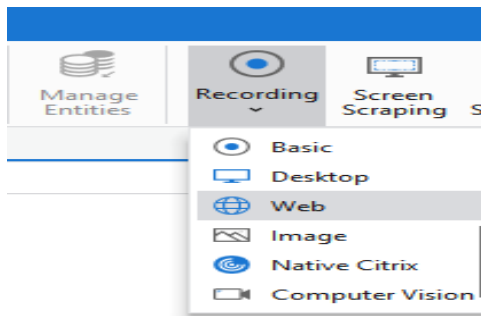 Manage
Entities
Recording
Screen
Scraping
S
Basic
Desktop
Web
Image
Native Citrix
Computer Vision